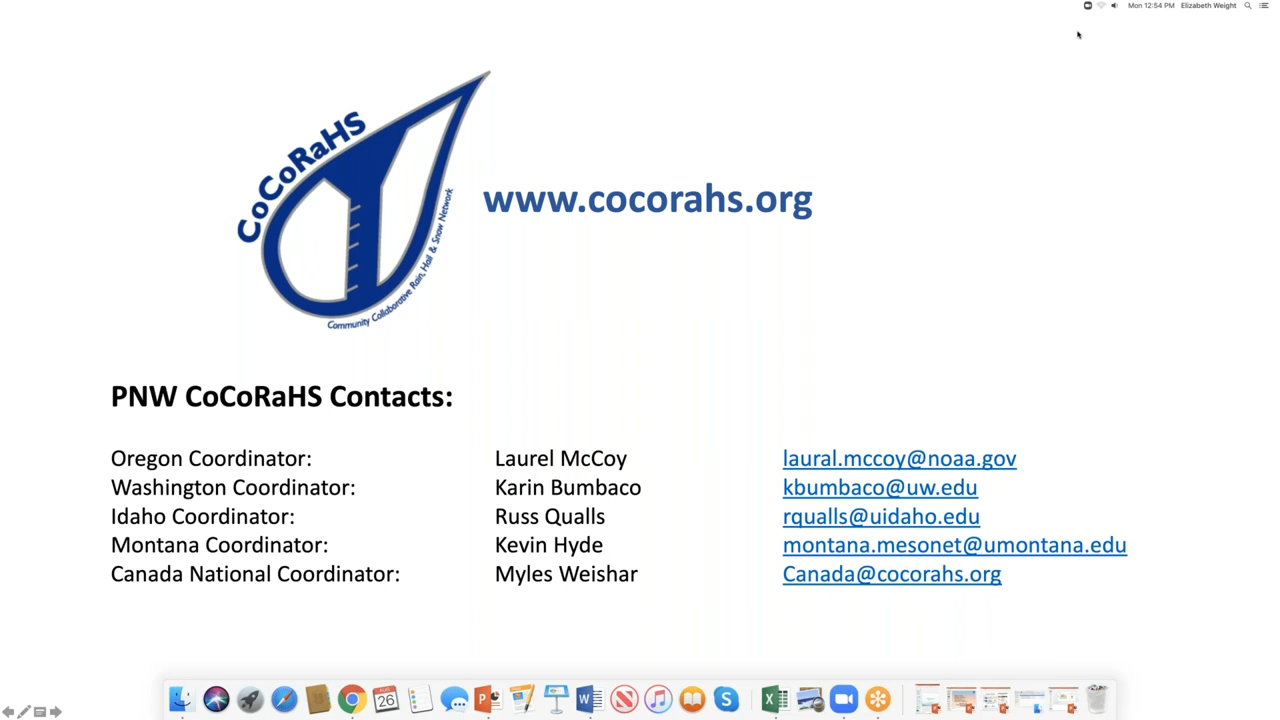 Mon 12:54 PM Elizabeth Weight
CoCoRaHS
Community Collaborative Rain, Hail & Snow Network
www.cocorahs.org
PNW CoCoRaHS Contacts:
Oregon Coordinator: Laurel McCoy laural.mccoy@noaa.gov
Washington Coordinator: Karin Bumbaco kbumbaco@uw.edu
Idaho Coordinator: Russ Qualls rqualls@uidaho.edu
Montana Coordinator: Kevin Hyde montana.mesonet@umontana.edu
Canada National Coordinator: Myles Weishar Canada@cocorahs.org
AUG
26